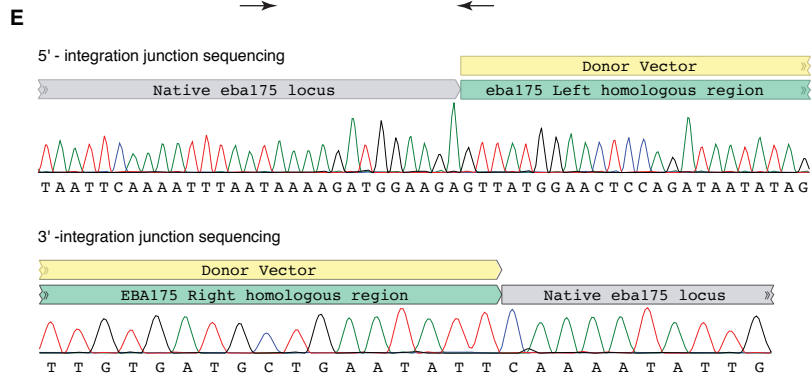 E
5' - integration junction sequencing
Donor Vector
Native eba175 locus
eba175 Left homologous region
TAATTCAAAATTTAATAAAAGATGGAAGAGTTATGGAACTCCAGATAATATAG
3' -integration junction sequencing
Donor Vector
EBA175 Right homologous region
Native eba175 locus
T T G T G A T G C T G A A T A T T C A A A A T A T T G